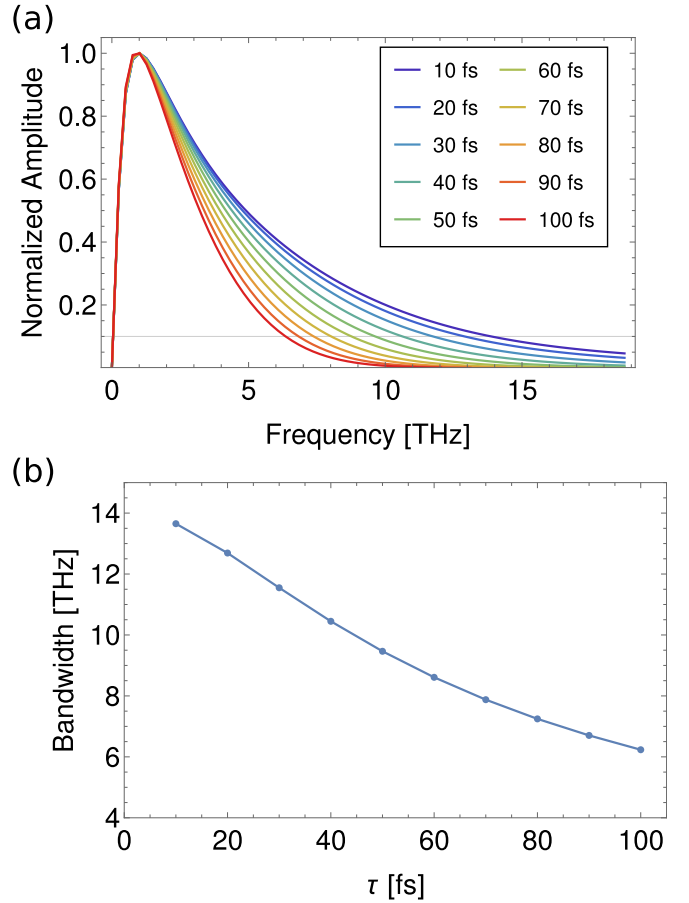 (a)
Normalized Amplitude
1.0
0.8
0.6
0.4
0.2
10 fs
60 fs
20 fs
70 fs
30 fs
80 fs
40 fs
90 fs
50 fs
100 fs
0
5
10
15
Frequency [THz]
(b)
Bandwidth [THz]
14
12
10
8
6
4
0
20
40
60
80
100
τ [fs]